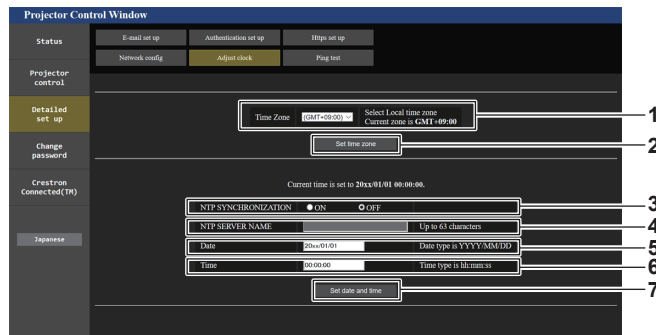 Projector Control Window
Status
E-mail set up
Authentication set up
Https set up
Network config
Adjust clock
Ping test
Projector
control
Detailed
set up
Change
password
Crestron
Connected(TM)
Japanese
Time Zone
(GMT+09:00)
Select Local time zone
Current zone is GMT+09:00
1
Set time zone
2
Current time is set to 20xx/01/01 00:00:00.
NTP SYNCHRONIZATION ON OFF
3
NTP SERVER NAME Up to 63 characters
4
Date 20xx/01/01 Date type is YYYY/MM/DD
5
Time 00:00:00 Time type is hh:mm:ss
6
Set date and time
7